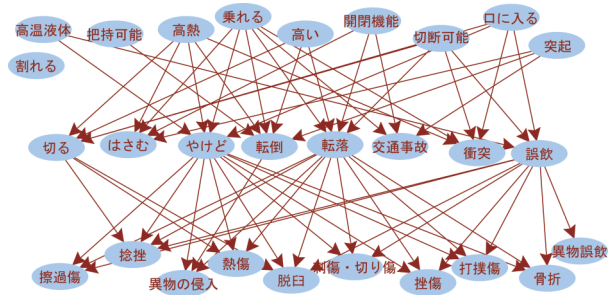 高温液体
把持可能
高熱
乗れる
高い
開閉機能
切断可能
口に入る
突起
割れる
切る
はさむ
やけど
転倒
転落
交通事故
衝突
誤飲
擦過傷
捻挫
異物の侵入
熱傷
脱臼
刺傷・切り傷
挫傷
打撲傷
骨折
異物誤飲